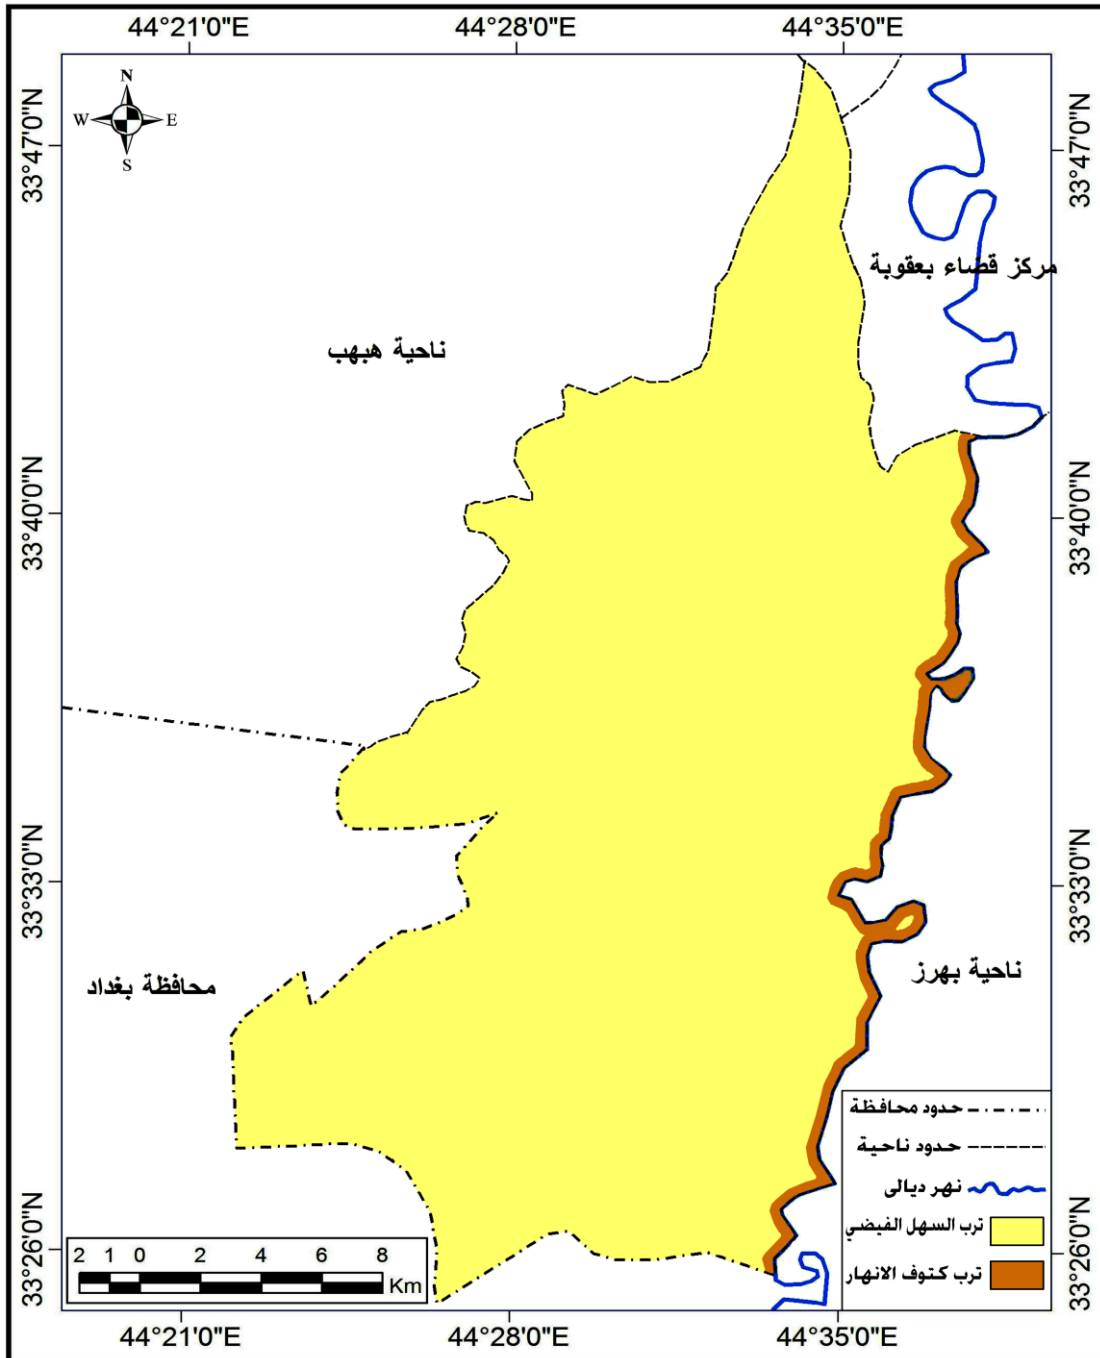 44°21'0"E
44°28'0"E
44°35'0"E
N
W E
S
33°47'0"N
33°47'0"N
مركز قضاء بعقوبة
ناحية هبهب
33°40'0"N
33°40'0"N
33°33'0"N
33°33'0"N
ناحية بهرز
محافظة بغداد
حدود محافظة
حدود ناحية
نهر ديالى
ترب السهل الفيضي
ترب كتوف الانهار
33°26'0"N
33°26'0"N
2 1 0 2 4 6 8
Km
44°21'0"E
44°28'0"E
44°35'0"E